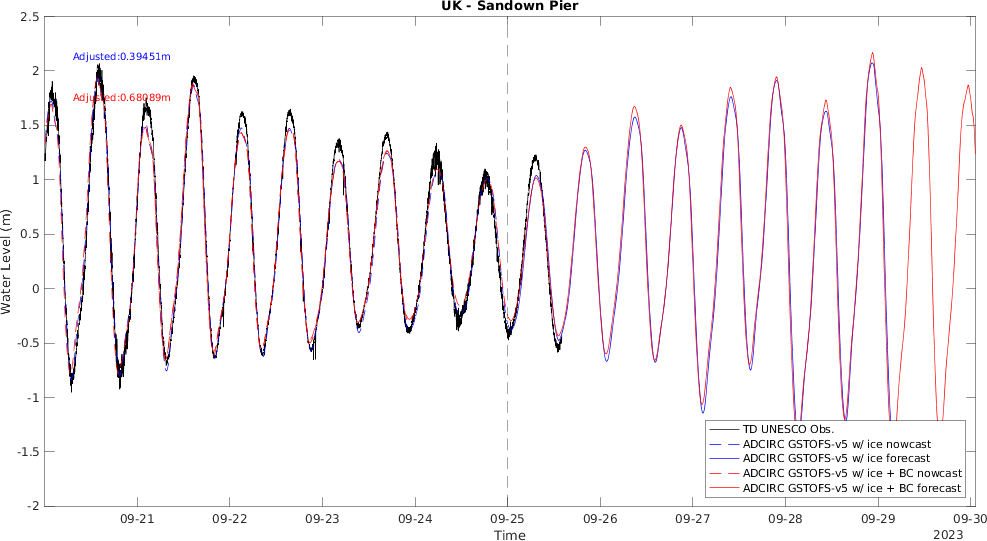 UK - Sandown Pier
Adjusted:0.39451m
Adjusted:0.68089m
Water Level (m)
2.5
2
1.5
1
0.5
0
-0.5
-1
-1.5
-2
TD UNESCO Obs.
ADCIRC GSTOFS-v5 w/ ice nowcast
ADCIRC GSTOFS-v5 w/ ice forecast
ADCIRC GSTOFS-v5 w/ ice + BC nowcast
ADCIRC GSTOFS-v5 w/ ice + BC forecast
09-21 09-22 09-23 09-24 09-25 09-26 09-27 09-28 09-29 09-30
Time
2023